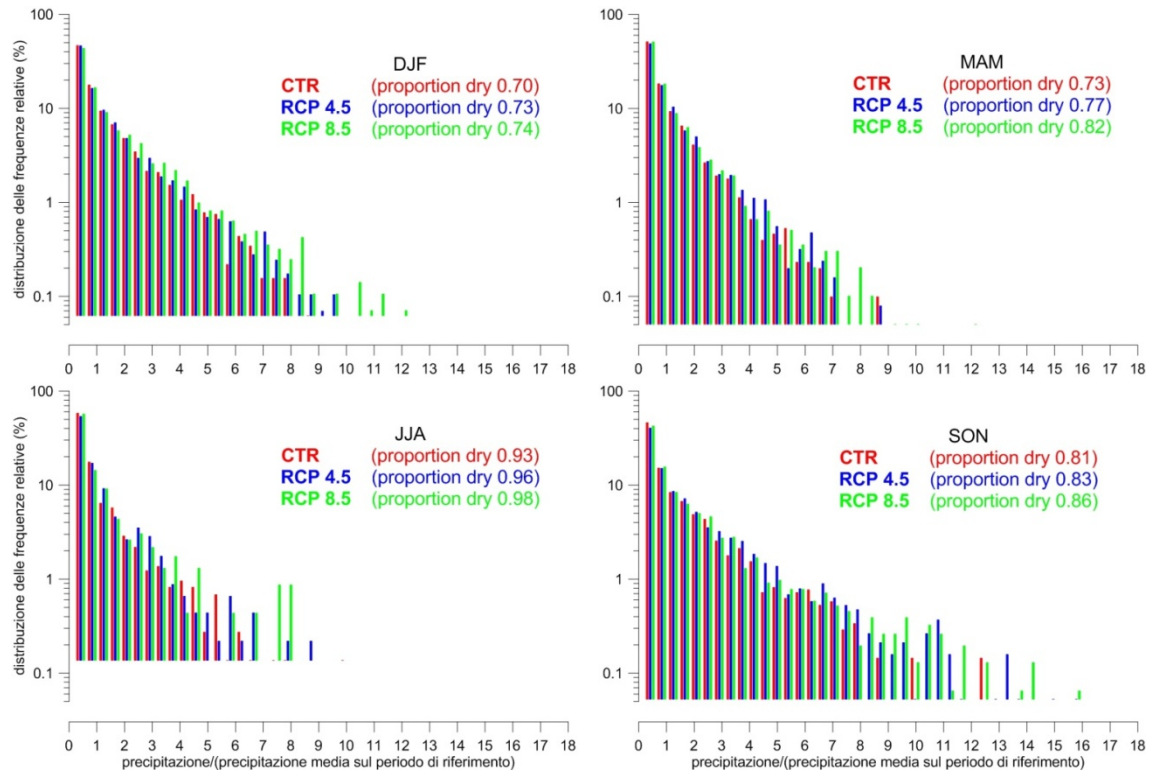 100
10
1
0.1
distribuzione delle frequenze relative (%)
DJF
CTR (proportion dry 0.70)
RCP 4.5 (proportion dry 0.73)
RCP 8.5 (proportion dry 0.74)
0 1 2 3 4 5 6 7 8 9 10 11 12 13 14 15 16 17 18
100
10
1
0.1
MAM
CTR (proportion dry 0.73)
RCP 4.5 (proportion dry 0.77)
RCP 8.5 (proportion dry 0.82)
0 1 2 3 4 5 6 7 8 9 10 11 12 13 14 15 16 17 18
100
10
1
0.1
distribuzione delle frequenze relative (%)
JJA
CTR (proportion dry 0.93)
RCP 4.5 (proportion dry 0.96)
RCP 8.5 (proportion dry 0.98)
0 1 2 3 4 5 6 7 8 9 10 11 12 13 14 15 16 17 18
precipitazione/(precipitazione media sul periodo di riferimento)
100
10
1
0.1
SON
CTR (proportion dry 0.81)
RCP 4.5 (proportion dry 0.83)
RCP 8.5 (proportion dry 0.86)
0 1 2 3 4 5 6 7 8 9 10 11 12 13 14 15 16 17 18
precipitazione/(precipitazione media sul periodo di riferimento)